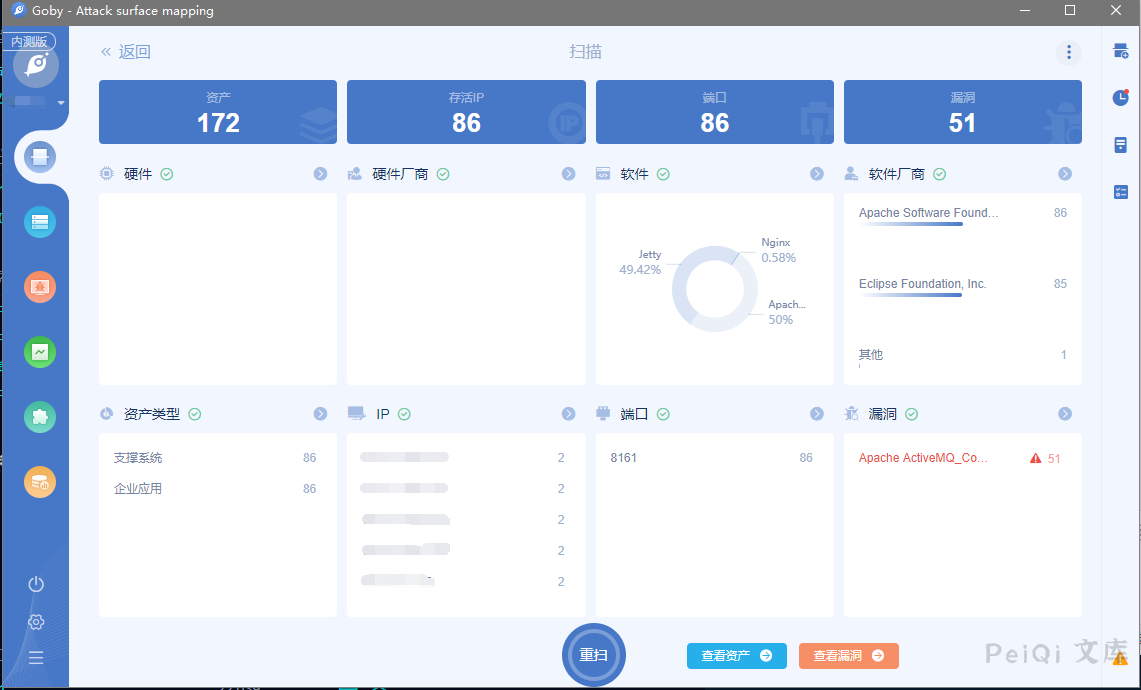 Goby - Attack surface mapping
内测版
返回
扫描
资产
172
存活IP
86
端口
86
漏洞
51
硬件
硬件厂商
软件
软件厂商
Jetty
49.42%
Nginx
0.58%
Apach...
50%
Apache Software Found... 86
Eclipse Foundation, Inc. 85
其他 1
资产类型
IP
端口
漏洞
支撑系统 86
企业应用 86
2
2
2
2
2
8161 86
Apache ActiveMQ_Co... 51
重扫
查看资产
查看漏洞
PeiQi 文库